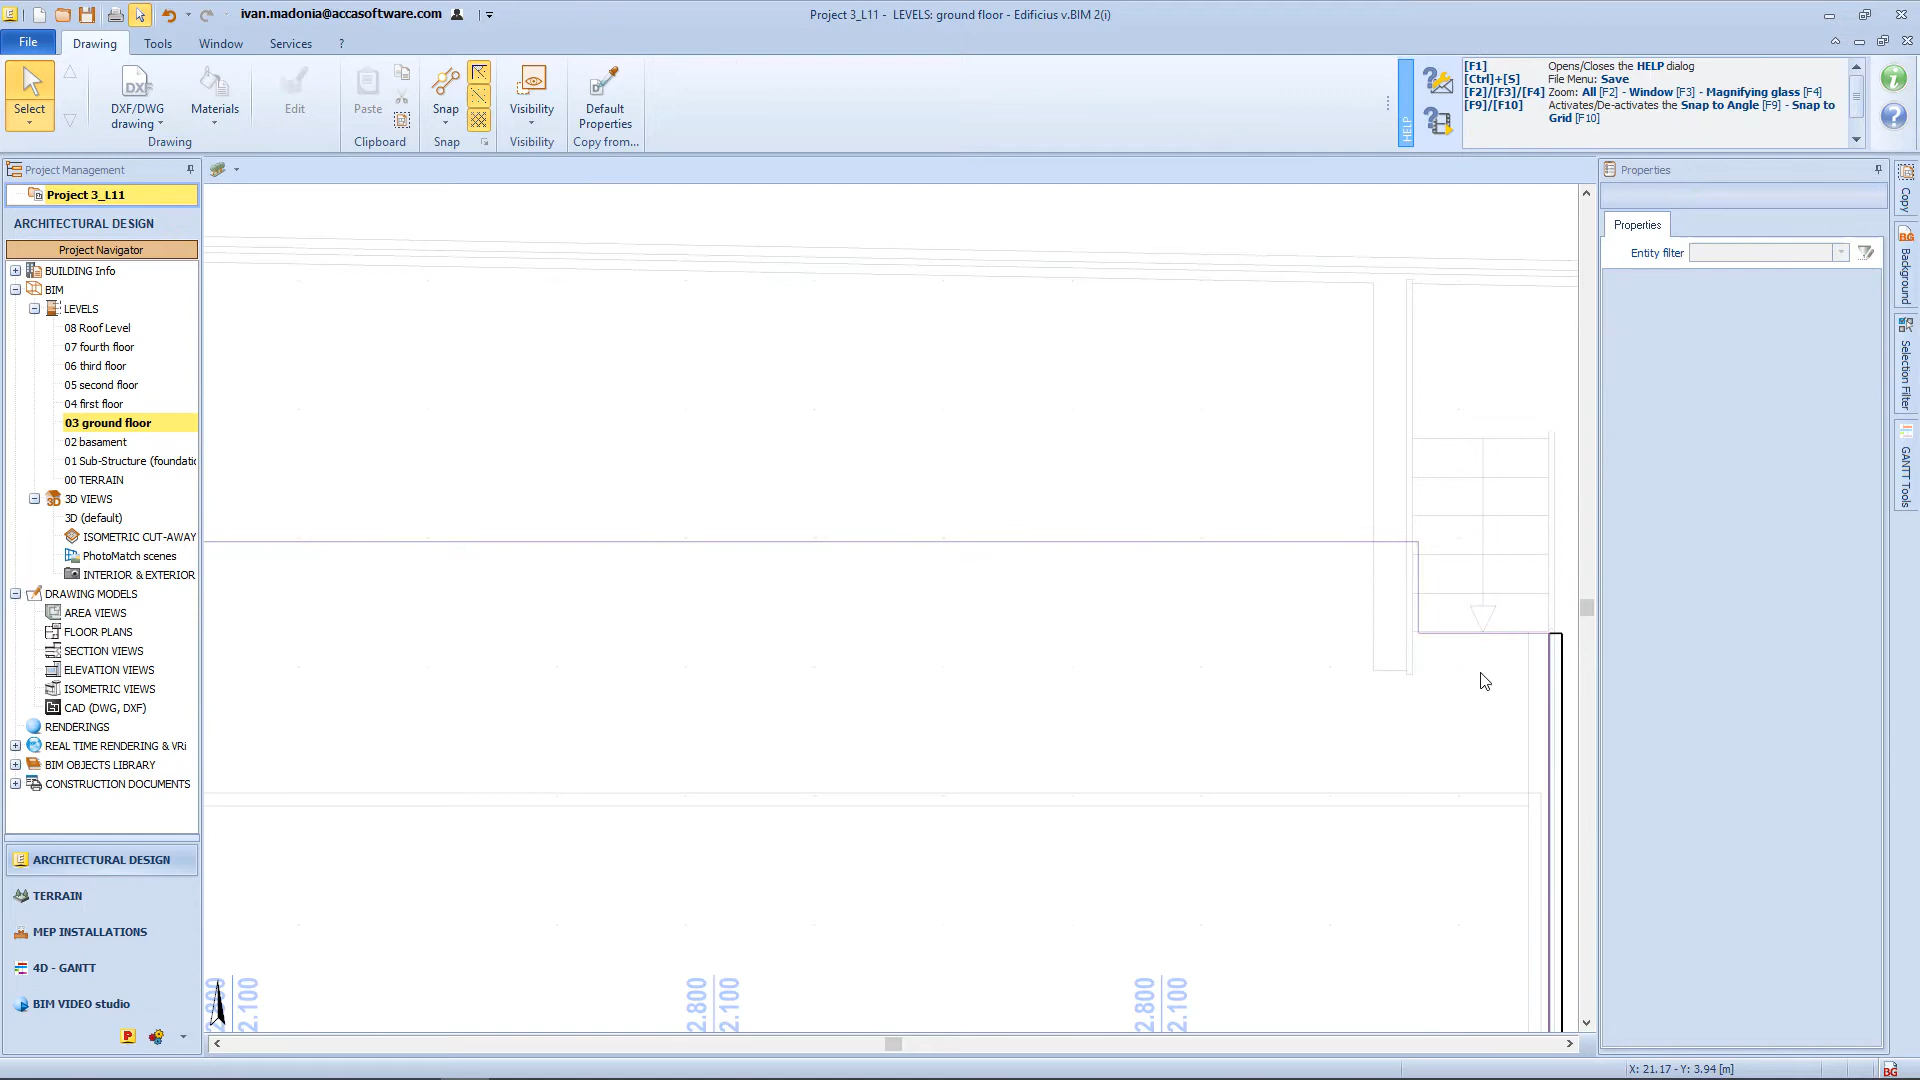 ivan.madonia@accasoftware.com
Project 3_L11 - LEVELS: ground floor - Edificius v.BIM 2(i)
File
Drawing
Tools
Window
Services
?
Select
DXF/DWG
drawing
Materials
Edit
Paste
Snap
Visibility
Default
Properties
Drawing
Clipboard
Snap
Visibility
Copy from...
HELP
[F1] Opens/Closes the HELP dialog
[Ctrl]+[S] File Menu: Save
[F2]/[F3]/[F4] Zoom: All [F2] - Window [F3] - Magnifying glass [F4]
[F9]/[F10] Activates/De-activates the Snap to Angle [F9] - Snap to
Grid [F10]
Project Management
Project 3_L11
ARCHITECTURAL DESIGN
Project Navigator
BUILDING Info
BIM
LEVELS
08 Roof Level
07 fourth floor
06 third floor
05 second floor
04 first floor
03 ground floor
02 basament
01 Sub-Structure (foundatio
00 TERRAIN
3D VIEWS
3D (default)
ISOMETRIC CUT-AWAY
PhotoMatch scenes
INTERIOR & EXTERIOR
DRAWING MODELS
AREA VIEWS
FLOOR PLANS
SECTION VIEWS
ELEVATION VIEWS
ISOMETRIC VIEWS
CAD (DWG, DXF)
RENDERINGS
REAL TIME RENDERING & VRi
BIM OBJECTS LIBRARY
CONSTRUCTION DOCUMENTS
ARCHITECTURAL DESIGN
TERRAIN
MEP INSTALLATIONS
4D - GANTT
BIM VIDEO studio
2.100
2.800
2.100
2.800
2.100
Properties
Properties
Entity filter
Copy
Background
Selection Filter
GANTT Tools
BG
X: 21.17 - Y: 3.94 [m]
BG